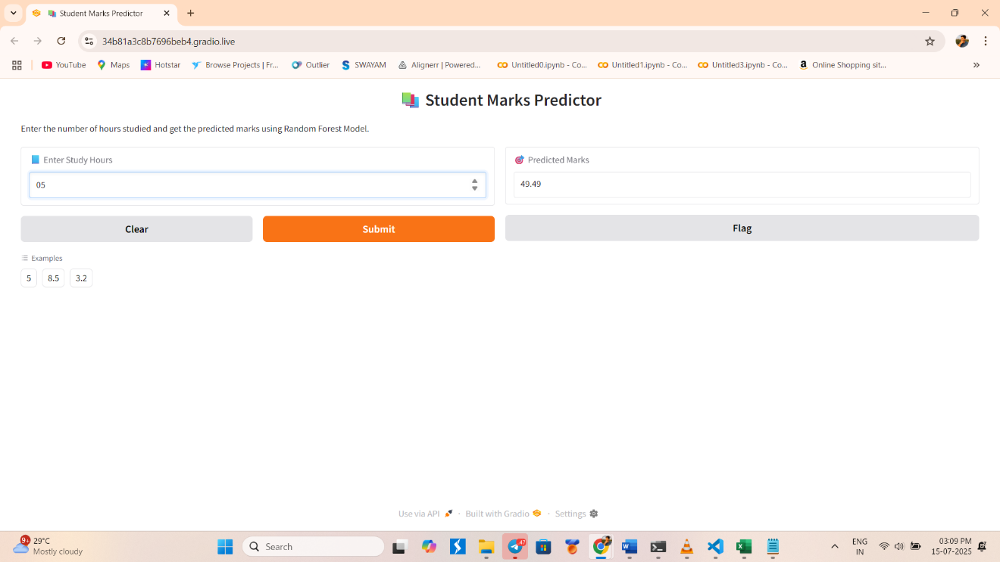 Student Marks Predictor
34b81a3c8b7696beb4.gradio.live
YouTube Maps Hotstar Browse Projects | Fr... Outlier SWAYAM Alignerr | Powered... Untitled0.ipynb - Co... Untitled1.ipynb - Co... Untitled3.ipynb - Co... Online Shopping sit... »
Student Marks Predictor
Enter the number of hours studied and get the predicted marks using Random Forest Model.
Enter Study Hours
05
Predicted Marks
49.49
Clear Submit Flag
Examples
5 8.5 3.2
Use via API · Built with Gradio · Settings
9+ 29°C
Mostly cloudy
Search
47
ENG
IN
03:09 PM
15-07-2025